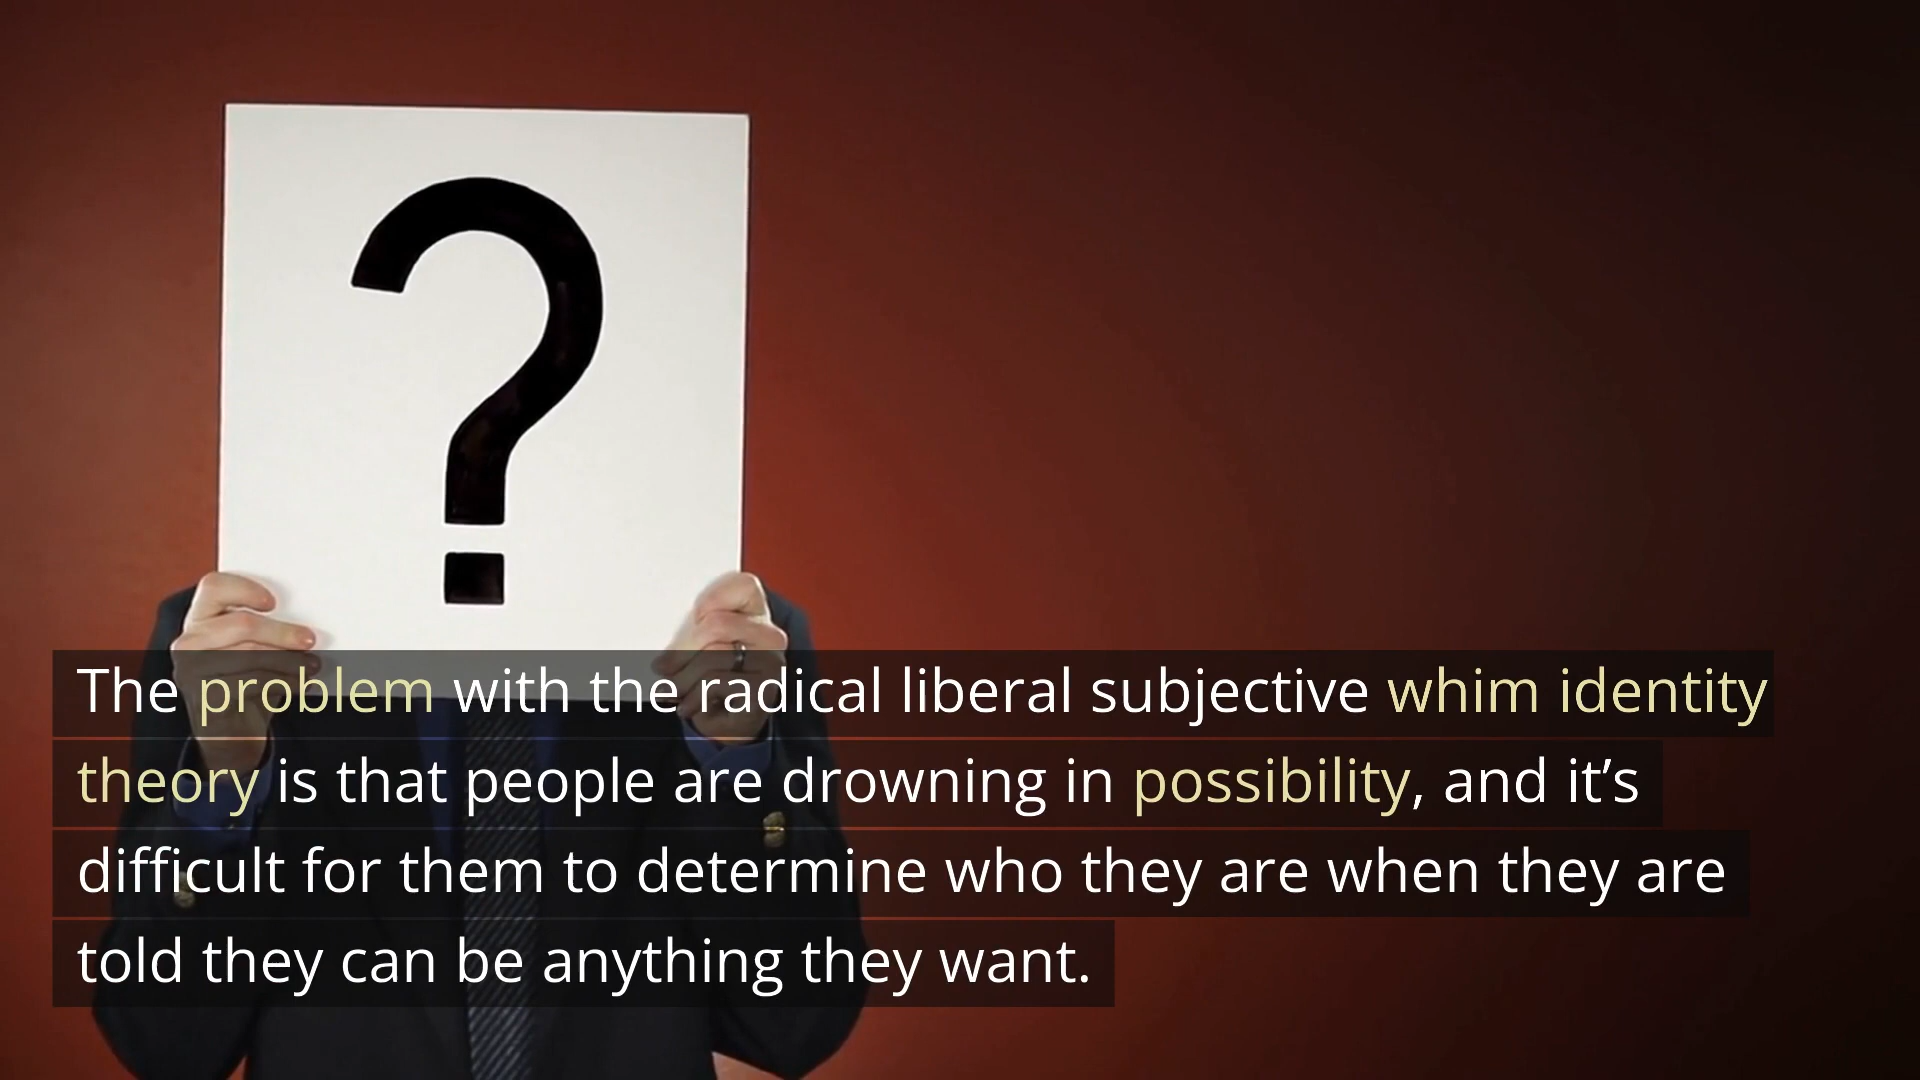 ?
The problem with the radical liberal subjective whim identity
theory is that people are drowning in possibility, and it’s
difficult for them to determine who they are when they are
told they can be anything they want.